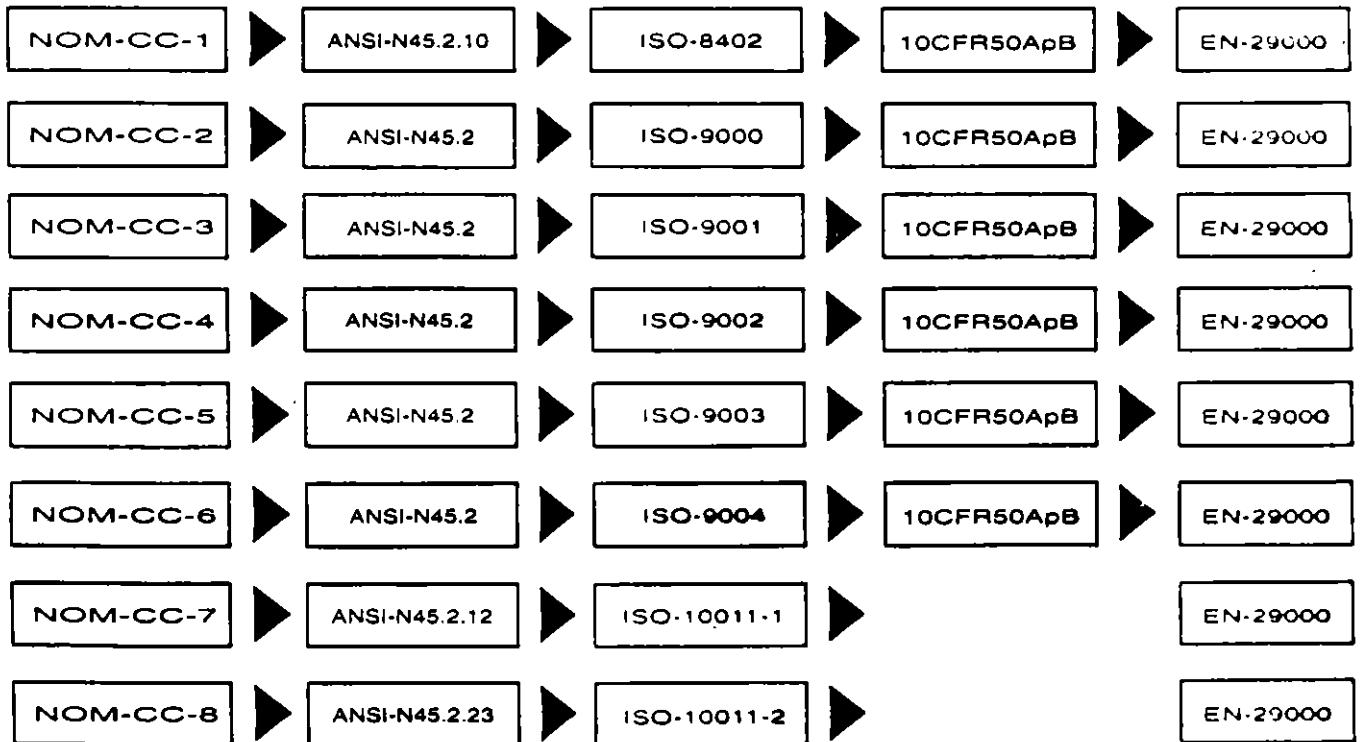 NOM-CC-1 ANSI-N45.2.10 ISO-8402 10CFR50ApB EN-29000
NOM-CC-2 ANSI-N45.2 ISO-9000 10CFR50ApB EN-29000
NOM-CC-3 ANSI-N45.2 ISO-9001 10CFR50ApB EN-29000
NOM-CC-4 ANSI-N45.2 ISO-9002 10CFR50ApB EN-29000
NOM-CC-5 ANSI-N45.2 ISO-9003 10CFR50ApB EN-29000
NOM-CC-6 ANSI-N45.2 ISO-9004 10CFR50ApB EN-29000
NOM-CC-7 ANSI-N45.2.12 ISO-10011-1 EN-29000
NOM-CC-8 ANSI-N45.2.23 ISO-10011-2 EN-29000